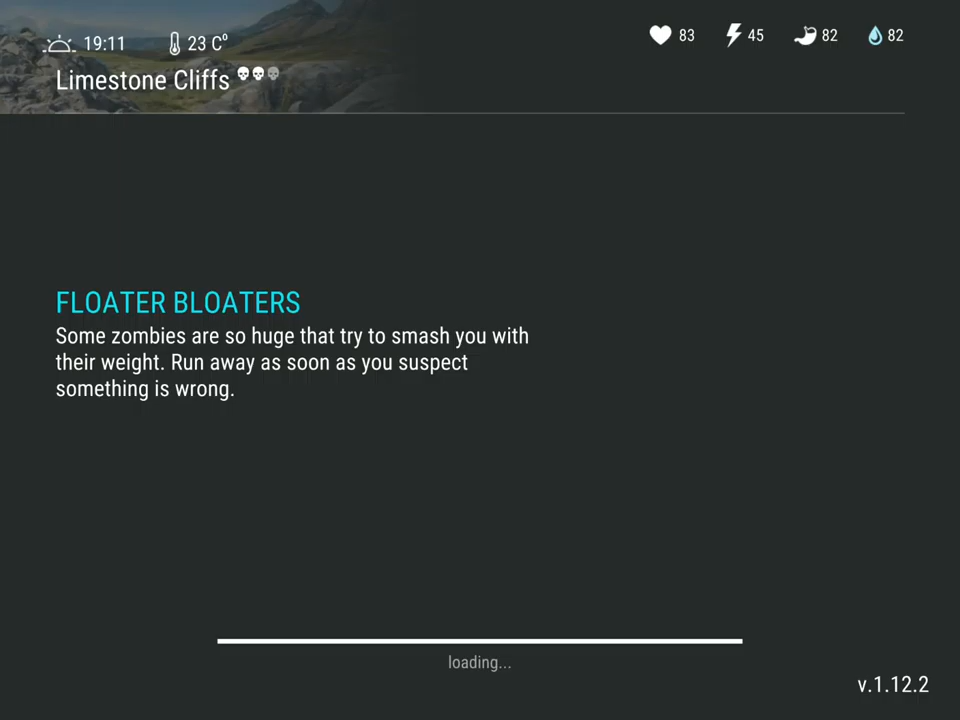 19:11 23 C⁰
83 45 82 82
Limestone Cliffs
FLOATER BLOATERS
Some zombies are so huge that try to smash you with
their weight. Run away as soon as you suspect
something is wrong.
loading...
v.1.12.2